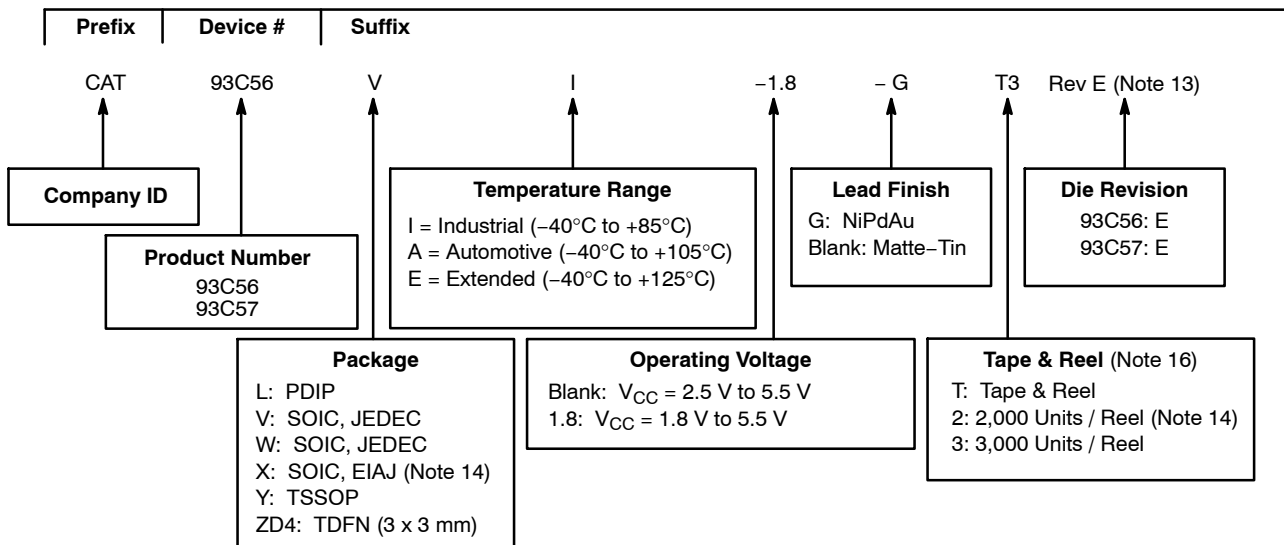 Prefix Device # Suffix
CAT 93C56 V I −1.8 − G T3 Rev E (Note 13)
Company ID
Product Number
93C56
93C57
Package
L: PDIP
V: SOIC, JEDEC
W: SOIC, JEDEC
X: SOIC, EIAJ (Note 14)
Y: TSSOP
ZD4: TDFN (3 x 3 mm)
Temperature Range
I = Industrial (−40°C to +85°C)
A = Automotive (−40°C to +105°C)
E = Extended (−40°C to +125°C)
Operating Voltage
Blank: VCC = 2.5 V to 5.5 V
1.8: VCC = 1.8 V to 5.5 V
Lead Finish
G: NiPdAu
Blank: Matte−Tin
Tape & Reel (Note 16)
T: Tape & Reel
2: 2,000 Units / Reel (Note 14)
3: 3,000 Units / Reel
Die Revision
93C56: E
93C57: E